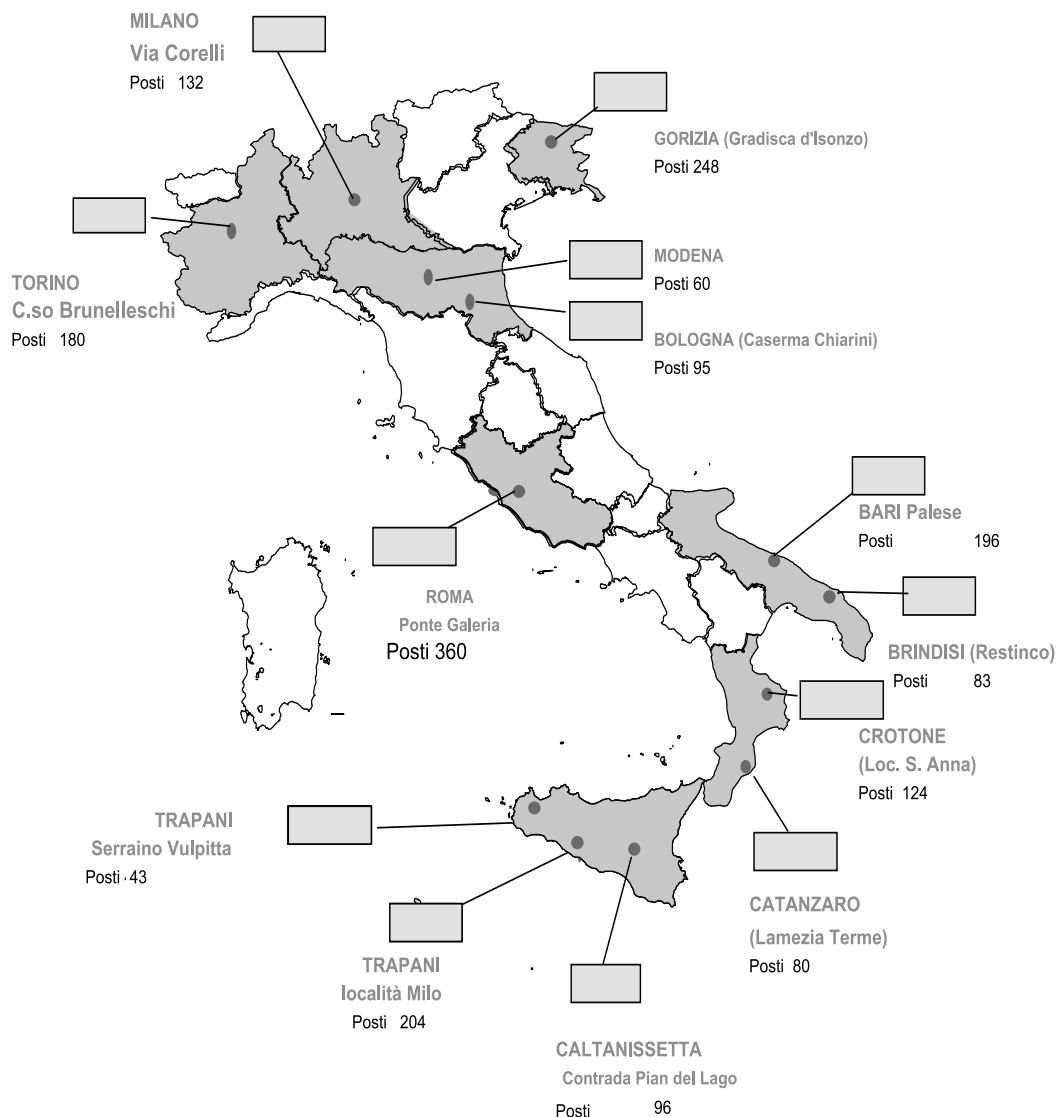 MILANO
Via Corelli
Posti 132
GORIZIA (Gradisca d'Isonzo)
Posti 248
MODENA
Posti 60
TORINO
C.so Brunelleschi
Posti 180
BOLOGNA (Caserma Chiarini)
Posti 95
BARI Palese
Posti 196
ROMA
Ponte Galeria
Posti 360
BRINDISI (Restinco)
Posti 83
CROTONE
(Loc. S. Anna)
Posti 124
TRAPANI
Serraino Vulpitta
Posti 43
CATANZARO
(Lamezia Terme)
Posti 80
TRAPANI
località Milo
Posti 204
CALTANISSETTA
Contrada Pian del Lago
Posti 96